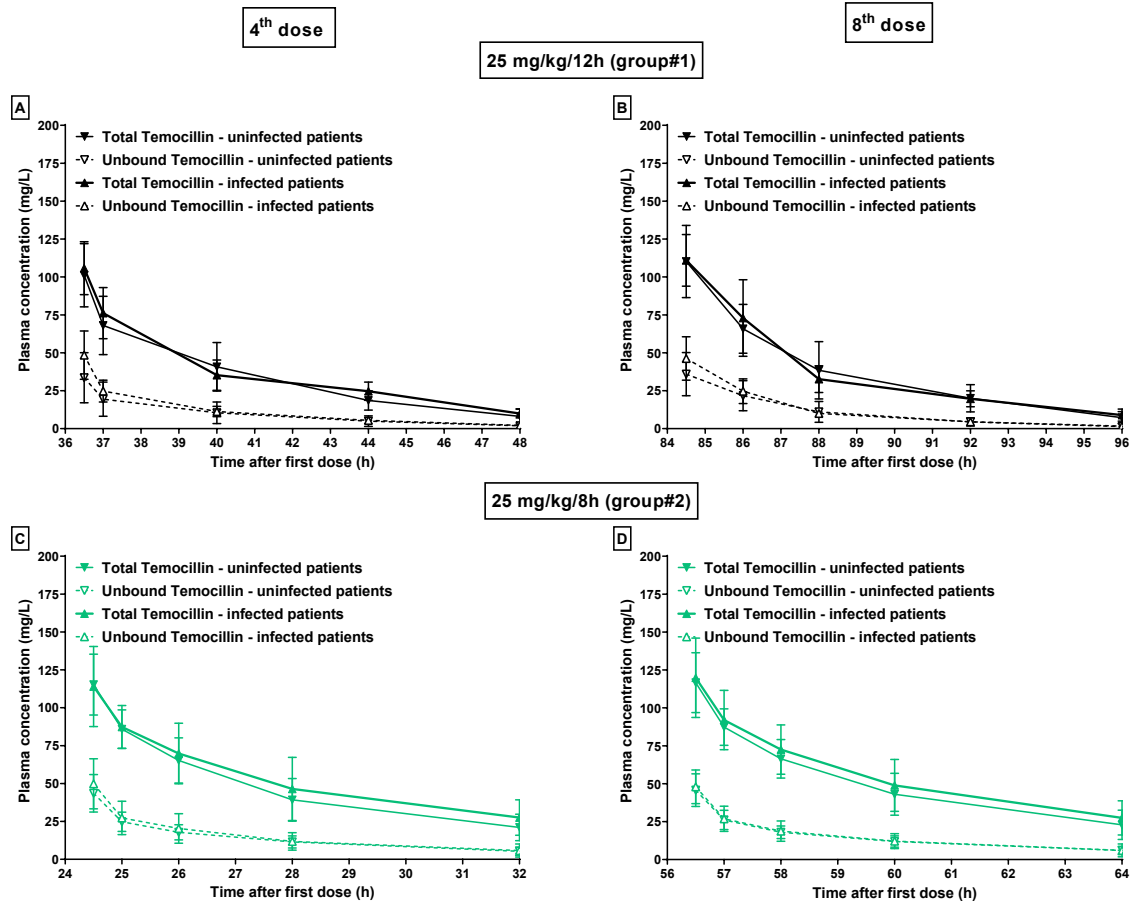 4th dose
8th dose
25 mg/kg/12h (group#1)
A
200
175
150
125
100
75
50
25
0
Plasma concentration (mg/L)
Total Temocillin - uninfected patients
Unbound Temocillin - uninfected patients
Total Temocillin - infected patients
Unbound Temocillin - infected patients
36 37 39 40 41 42 43 44 45 46 47 48
Time after first dose (h)
B
200
175
150
125
100
75
50
25
0
Plasma concentration (mg/L)
Total Temocillin - uninfected patients
Unbound Temocillin - uninfected patients
Total Temocillin - infected patients
Unbound Temocillin - infected patients
84 85 86 87 88 89 90 91 92 93 94 95 96
Time after first dose (h)
25 mg/kg/8h (group#2)
C
200
175
150
125
100
75
50
25
0
Plasma concentration (mg/L)
Total Temocillin - uninfected patients
Unbound Temocillin - uninfected patients
Total Temocillin - infected patients
Unbound Temocillin - infected patients
24 25 26 27 28 29 30 31 32
Time after first dose (h)
D
200
175
150
125
100
75
50
25
0
Plasma concentration (mg/L)
Total Temocillin - uninfected patients
Unbound Temocillin - uninfected patients
Total Temocillin - infected patients
Unbound Temocillin - infected patients
56 57 58 59 60 61 62 63 64
Time after first dose (h)